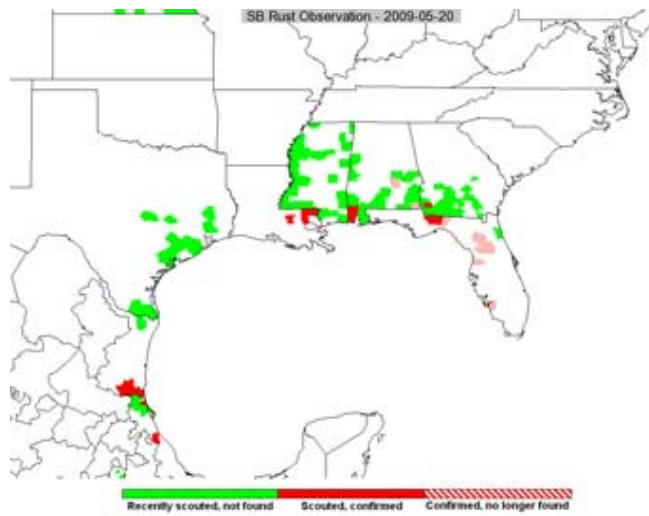 SB Rust Observation - 2009-05-20
Recently scouted, not found
Scouted, confirmed
Confirmed, no longer found